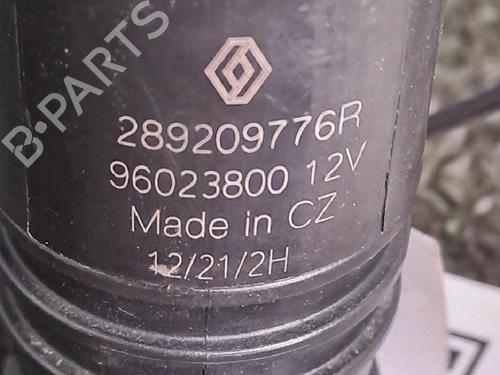 B-PARTS
289209776R
96023800 12V
Made in CZ
12/21/2H